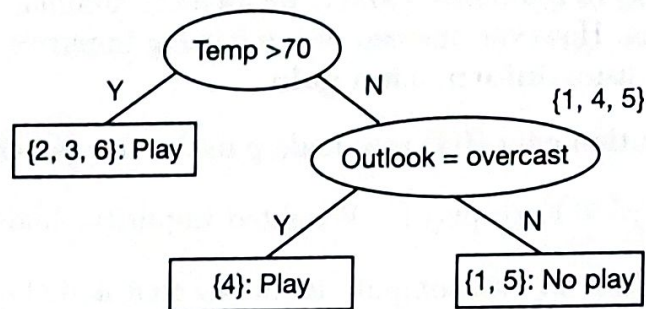 Temp >70
Y
N
{1, 4, 5}
{2, 3, 6}: Play
Outlook = overcast
Y
N
{4}: Play
{1, 5}: No play